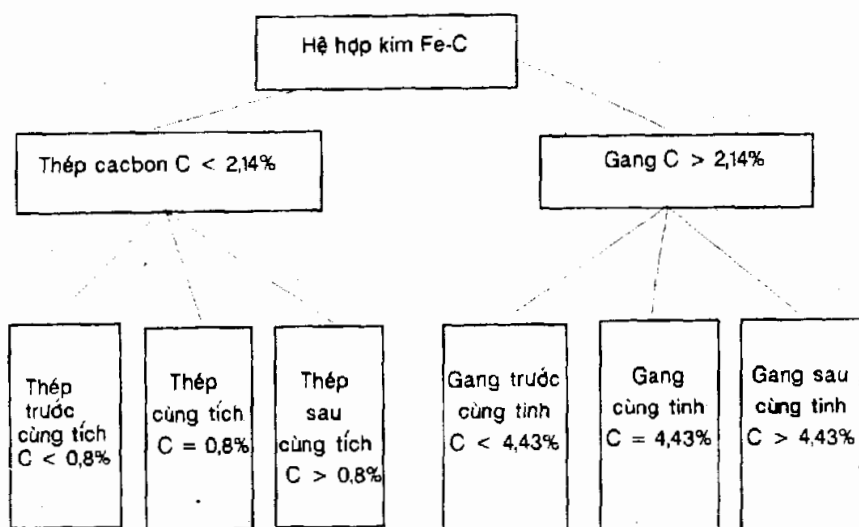 Hệ hợp kim Fe-C
Thép cacbon C < 2,14%
Gang C > 2,14%
Thép
trước
cùng tích
C < 0,8%
Thép
cùng tích
C = 0,8%
Thép
sau
cùng tích
C > 0,8%
Gang trước
cùng tinh
C < 4,43%
Gang
cùng tinh
C = 4,43%
Gang sau
cùng tinh
C > 4,43%